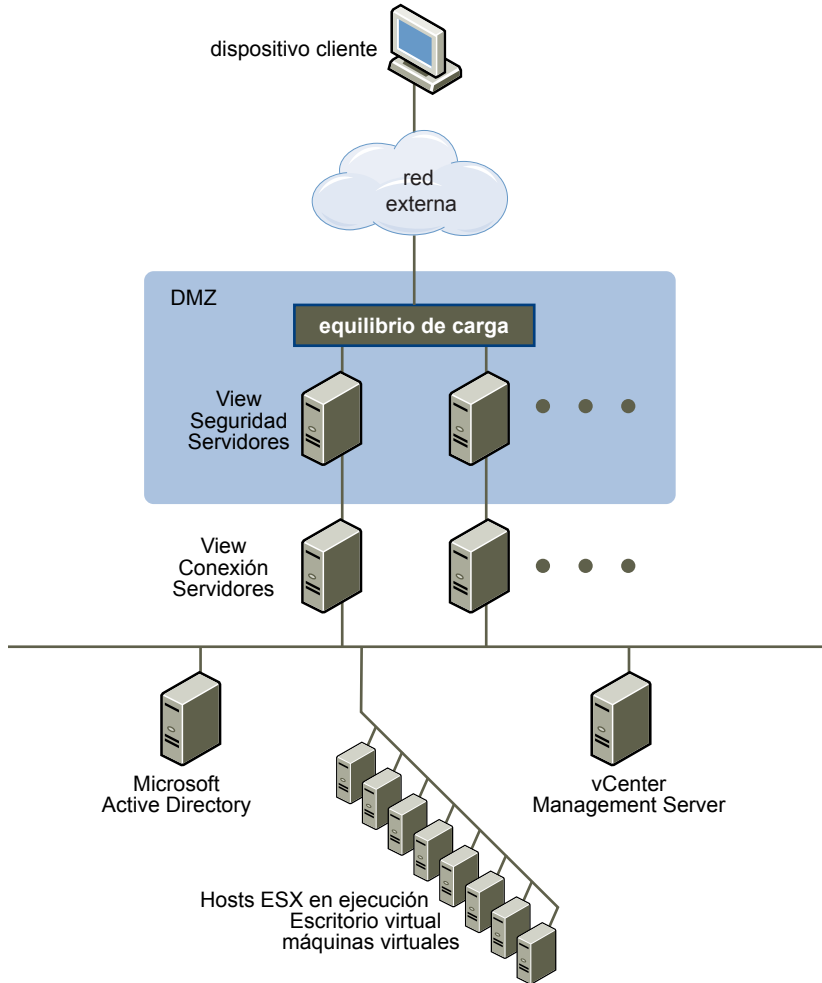 dispositivo cliente
red
externa
DMZ
equilibrio de carga
View
Seguridad
Servidores
View
Conexión
Servidores
Microsoft
Active Directory
vCenter
Management Server
Hosts ESX en ejecución
Escritorio virtual
máquinas virtuales